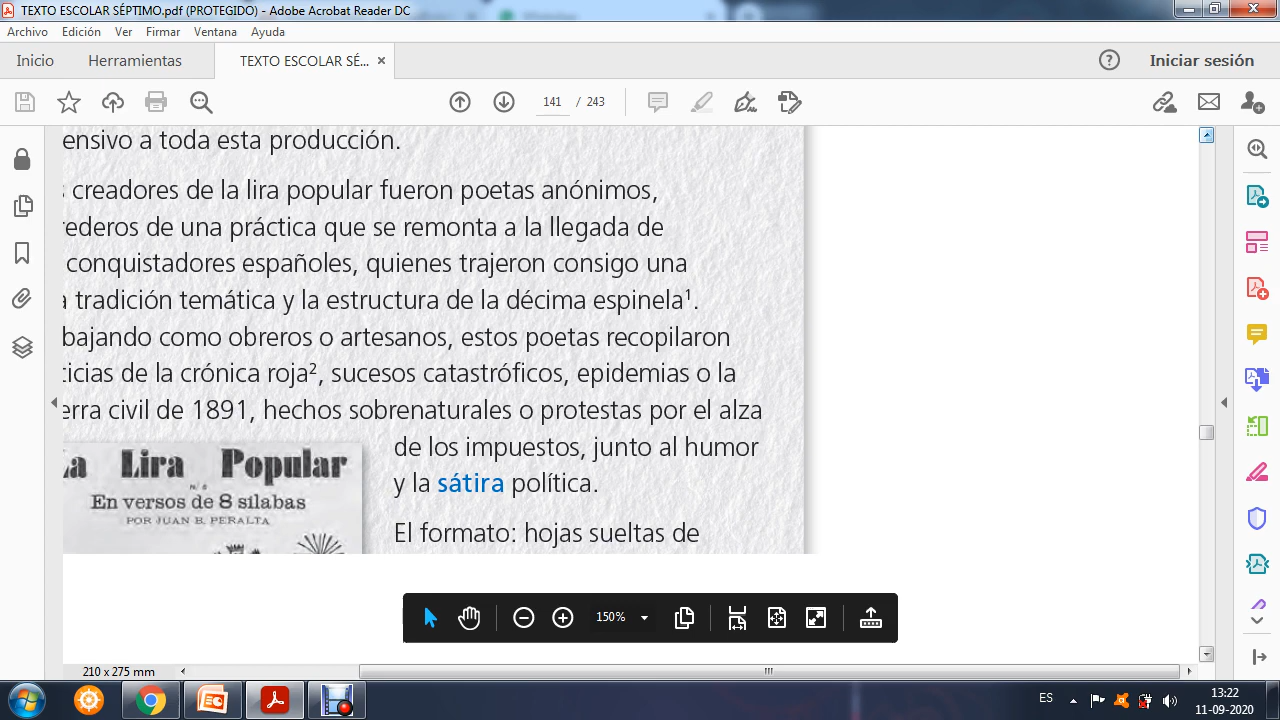 TEXTO ESCOLAR SÉPTIMO.pdf (PROTEGIDO) - Adobe Acrobat Reader DC
Archivo Edición Ver Firmar Ventana Ayuda
Inicio Herramientas TEXTO ESCOLAR SÉ... × Iniciar sesión
141 / 243
ensivo a toda esta producción.
creadores de la lira popular fueron poetas anónimos,
rederos de una práctica que se remonta a la llegada de
conquistadores españoles, quienes trajeron consigo una
a tradición temática y la estructura de la décima espinela¹.
bajando como obreros o artesanos, estos poetas recopilaron
ticias de la crónica roja², sucesos catastróficos, epidemias o la
erra civil de 1891, hechos sobrenaturales o protestas por el alza
de los impuestos, junto al humor
y la sátira política.
El formato: hojas sueltas de
La Lira Popular
En versos de 8 sílabas
POR JUAN B. PERALTA
150%
210 x 275 mm
ES 13:22
11-09-2020